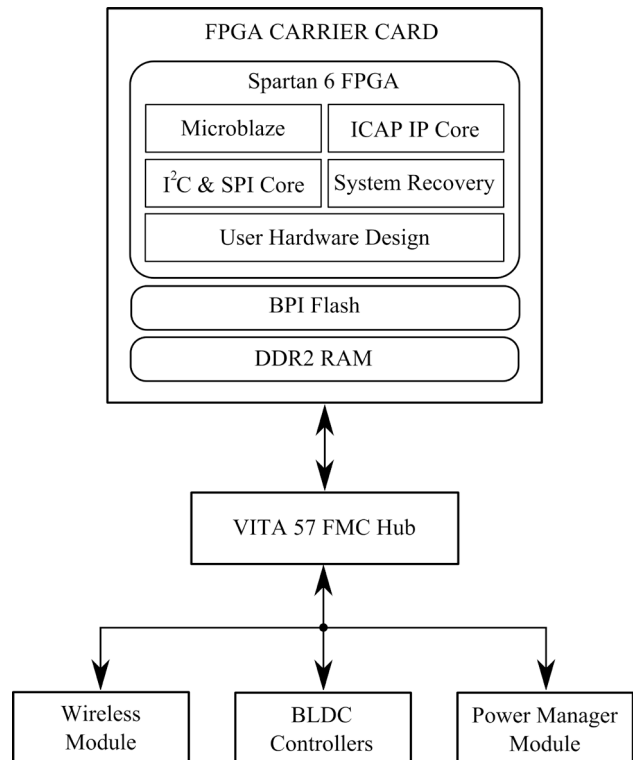 FPGA CARRIER CARD
Spartan 6 FPGA
Microblaze
ICAP IP Core
I²C & SPI Core
System Recovery
User Hardware Design
BPI Flash
DDR2 RAM
VITA 57 FMC Hub
Wireless
Module
BLDC
Controllers
Power Manager
Module